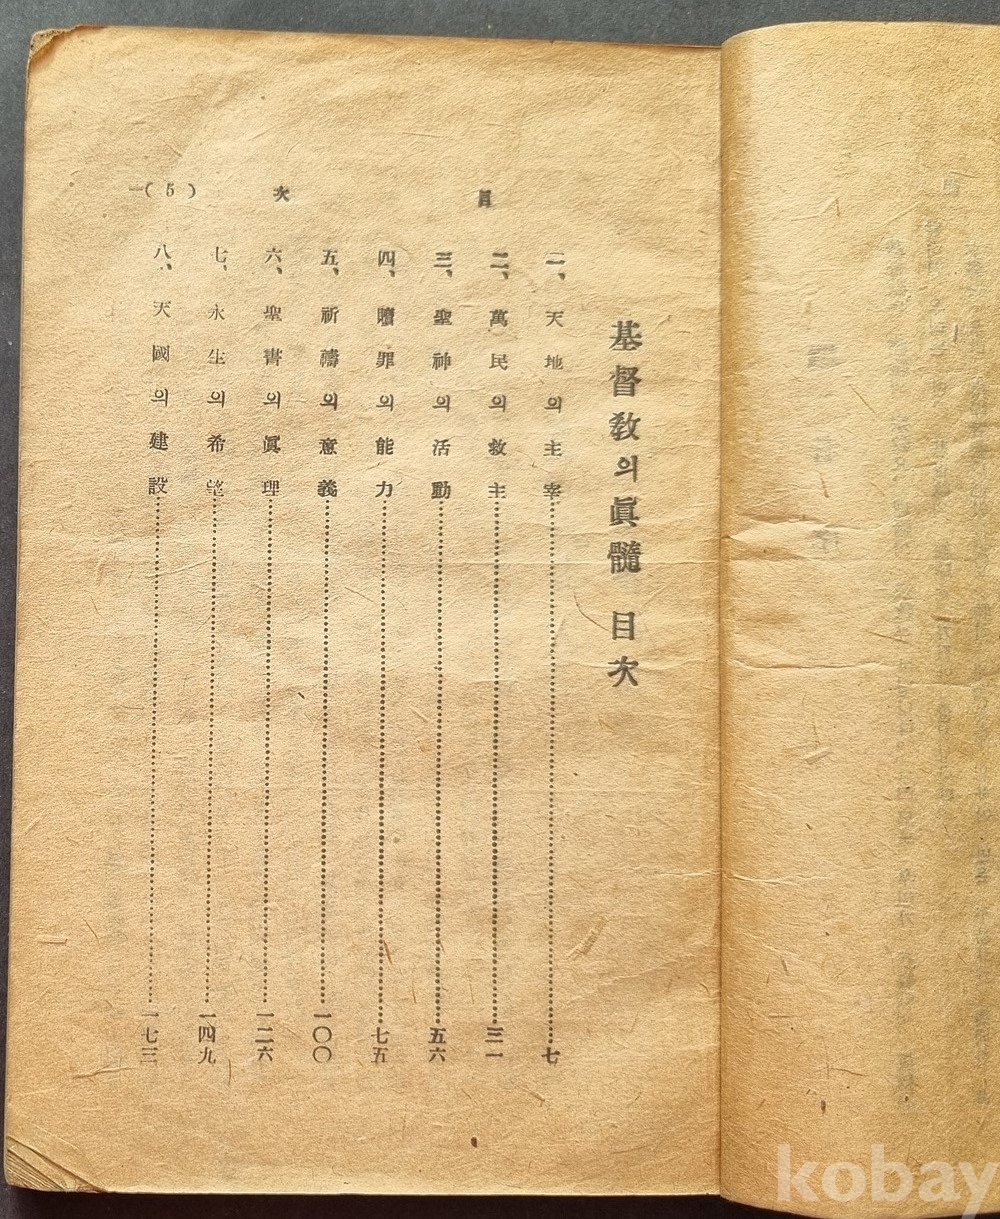 目 次 (5)
基督敎의眞髓 目次
一、天地의主宰…………七
二、萬民의救主…………三一
三、聖神의活動…………五六
四、贖罪의能力…………七五
五、祈禱의意義…………一〇〇
六、聖書의眞理…………一二六
七、永生의希望…………一四九
八、天國의建設…………一七三
kobay